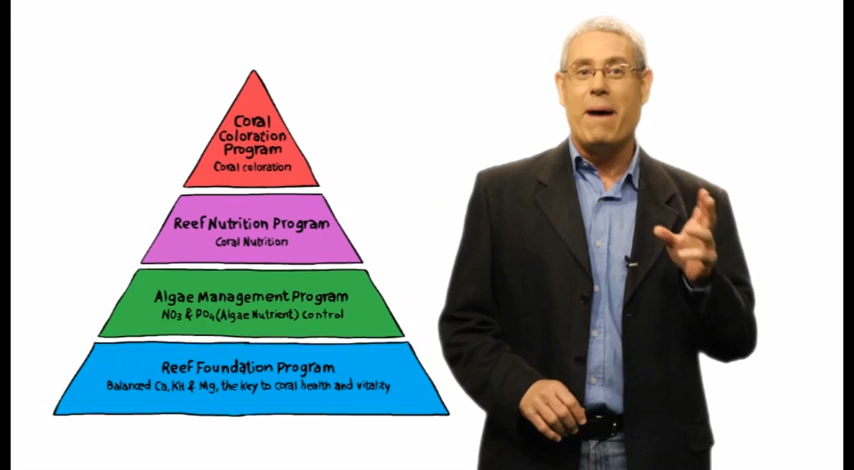 Coral
Coloration
Program
Coral coloration
Reef Nutrition Program
Coral Nutrition
Algae Management Program
NO3 & PO4 (Algae Nutrient) Control
Reef Foundation Program
Balanced Ca, KH & Mg, the key to coral health and vitality